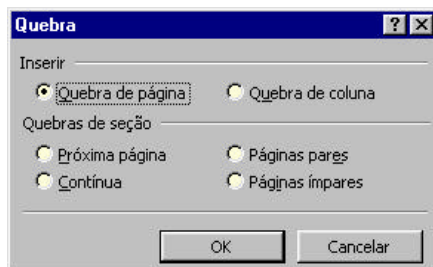 Quebra
Inserir
Quebra de página Quebra de coluna
Quebras de seção
Próxima página Páginas pares
Contínua Páginas ímpares
OK Cancelar